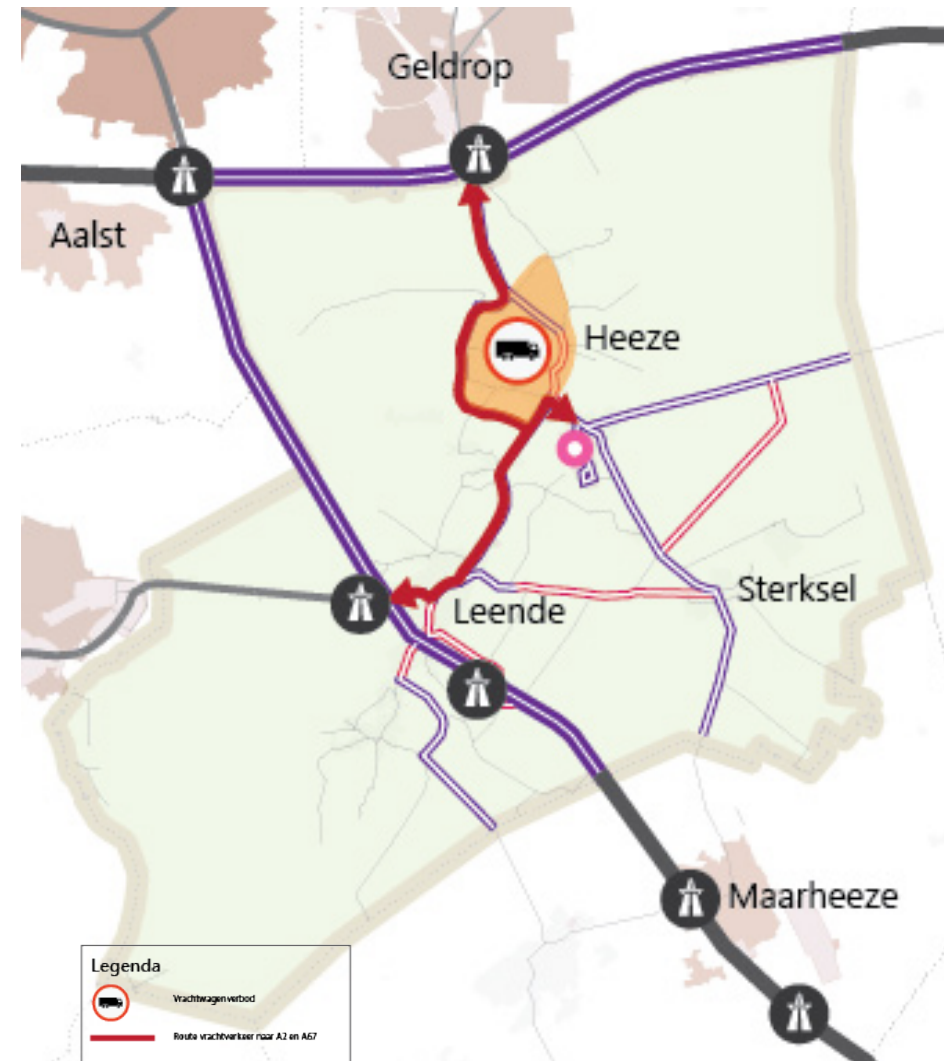 Geldrop
Aalst
Heeze
Sterksel
Leende
Maarheeze
Legenda
Vrachtwagenverbod
Route vrachtverkeer naar A2 en A67